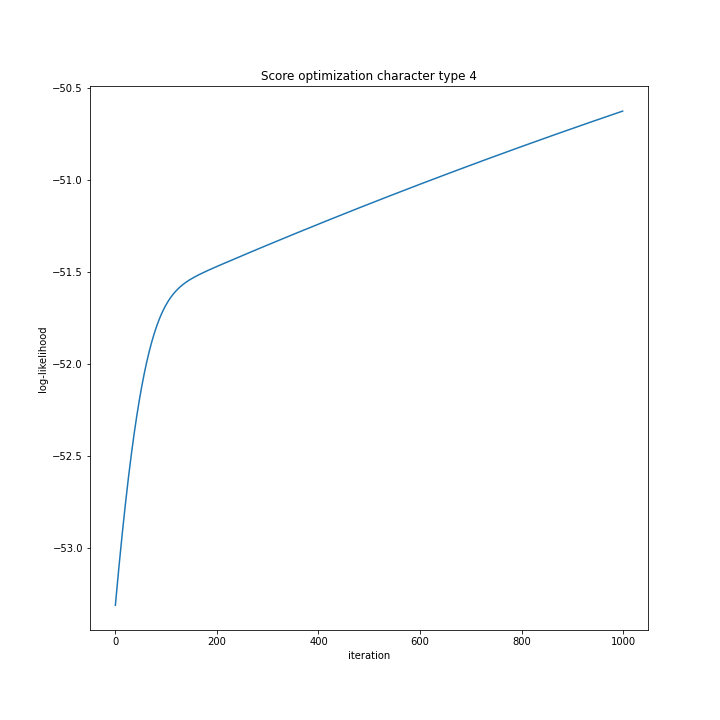 Score optimization character type 4
−50.5
−51.0
−51.5
−52.0
−52.5
−53.0
log-likelihood
0 200 400 600 800 1000
iteration